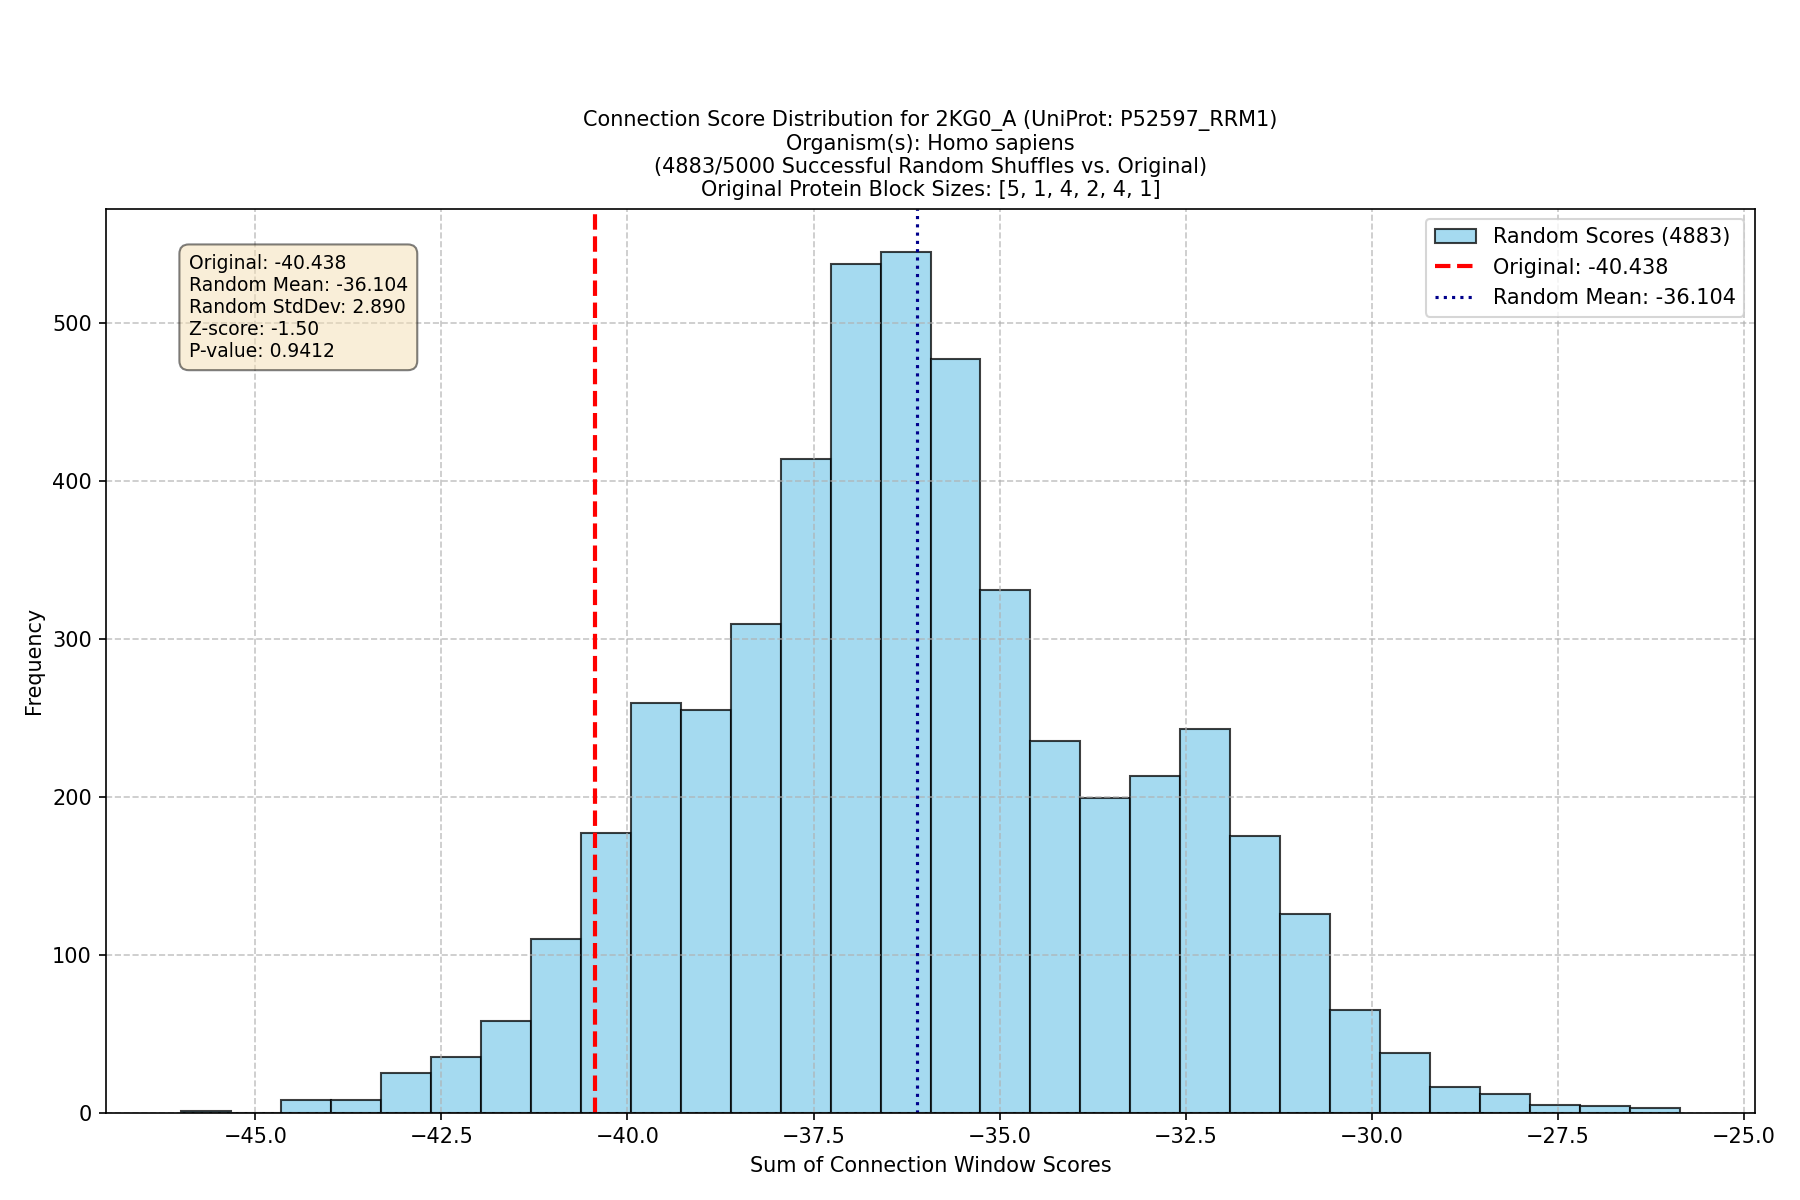 Connection Score Distribution for 2KG0_A (UniProt: P52597_RRM1)
Organism(s): Homo sapiens
(4883/5000 Successful Random Shuffles vs. Original)
Original Protein Block Sizes: [5, 1, 4, 2, 4, 1]
Original: -40.438
Random Mean: -36.104
Random StdDev: 2.890
Z-score: -1.50
P-value: 0.9412
Random Scores (4883)
Original: -40.438
Random Mean: -36.104
Frequency
500
400
300
200
100
0
−45.0 −42.5 −40.0 −37.5 −35.0 −32.5 −30.0 −27.5 −25.0
Sum of Connection Window Scores